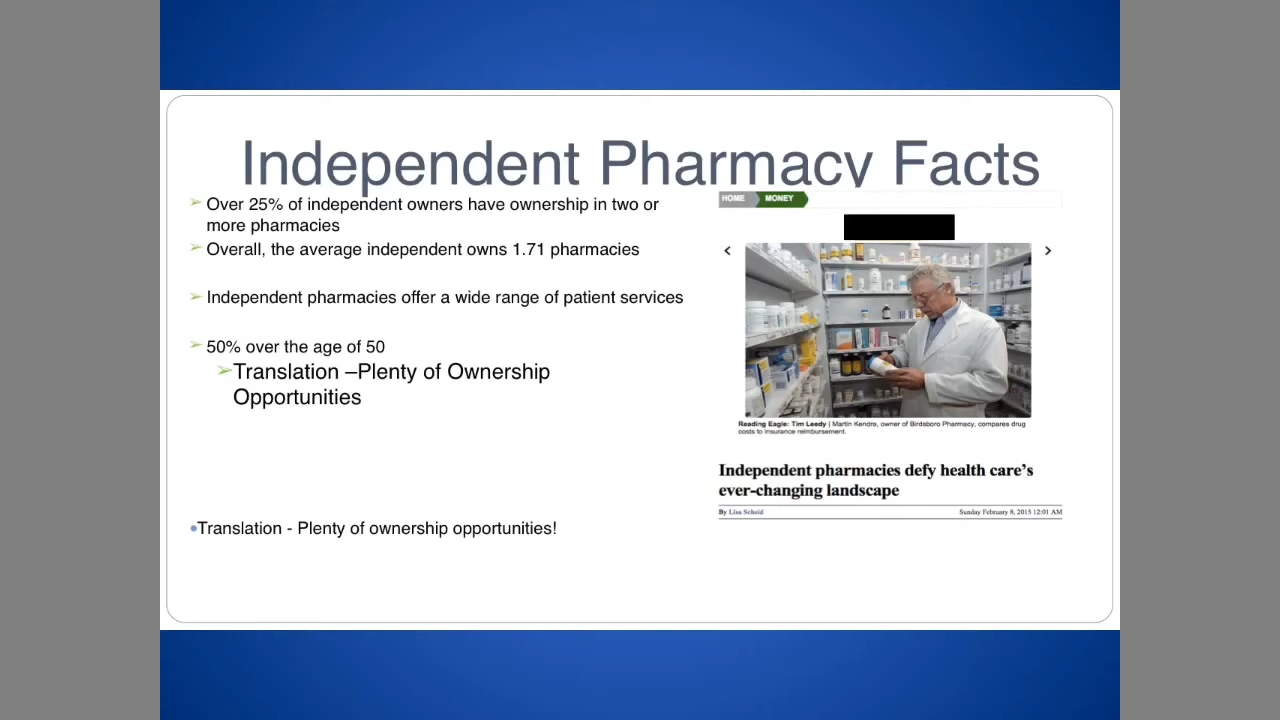 Independent Pharmacy Facts
Over 25% of independent owners have ownership in two or
more pharmacies
Overall, the average independent owns 1.71 pharmacies
Independent pharmacies offer a wide range of patient services
50% over the age of 50
Translation –Plenty of Ownership
Opportunities
Translation - Plenty of ownership opportunities!
HOME MONEY
Reading Eagle: Tim Leedy | Martin Kendra, owner of Birdsboro Pharmacy, compares drug
costs to insurance reimbursement.
Independent pharmacies defy health care's
ever-changing landscape
By Lisa Scheid Sunday February 8, 2015 12:01 AM